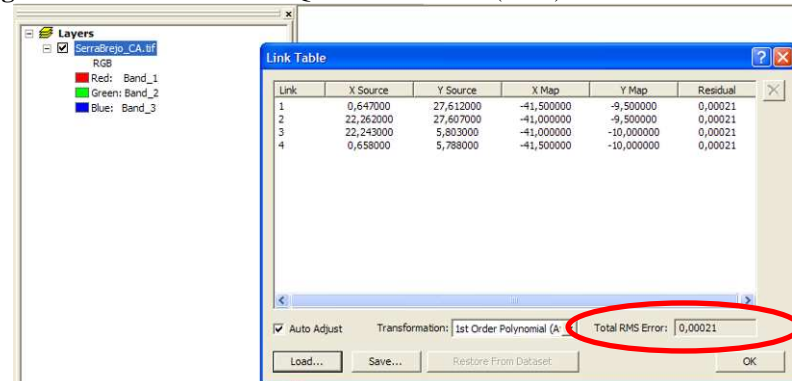 Layers
SerraBrejo_CA.tif
RGB
Red: Band_1
Green: Band_2
Blue: Band_3
Link Table
Link X Source Y Source X Map Y Map Residual
1 0,647000 27,612000 -41,500000 -9,500000 0,00021
2 22,262000 27,607000 -41,000000 -9,500000 0,00021
3 22,243000 5,803000 -41,000000 -10,000000 0,00021
4 0,658000 5,788000 -41,500000 -10,000000 0,00021
Auto Adjust Transformation: 1st Order Polynomial (A Total RMS Error: 0,00021
Load... Save... Restore From Dataset OK